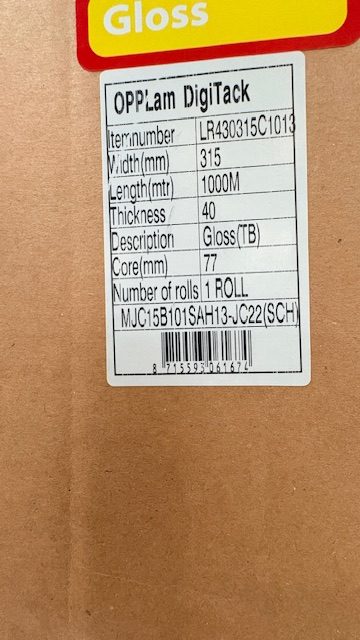 Gloss
OPPLam DigiTack
Itemnumber LR430315C1013
Width(mm) 315
Length(mtr) 1000M
Thickness 40
Description Gloss(TB)
Core(mm) 77
Number of rolls 1 ROLL
MJC15B101SAH13-JC22(SCH)
8 715593 061674